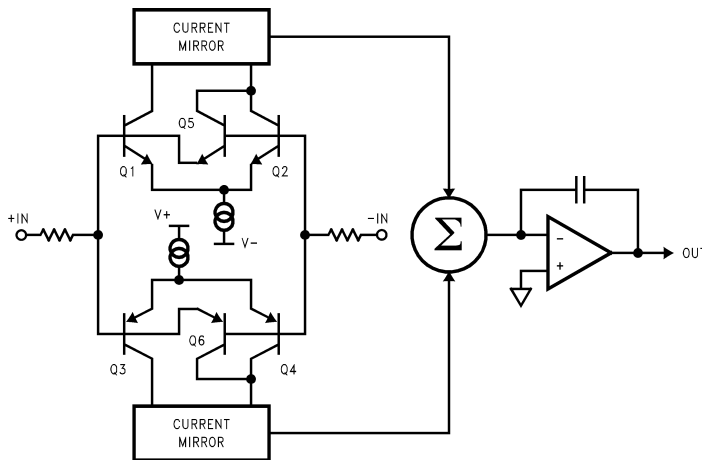 CURRENT
MIRROR
Q5
Q1
Q2
+IN
V+
V−
−IN
Σ
−
+
Q3
Q6
Q4
CURRENT
MIRROR